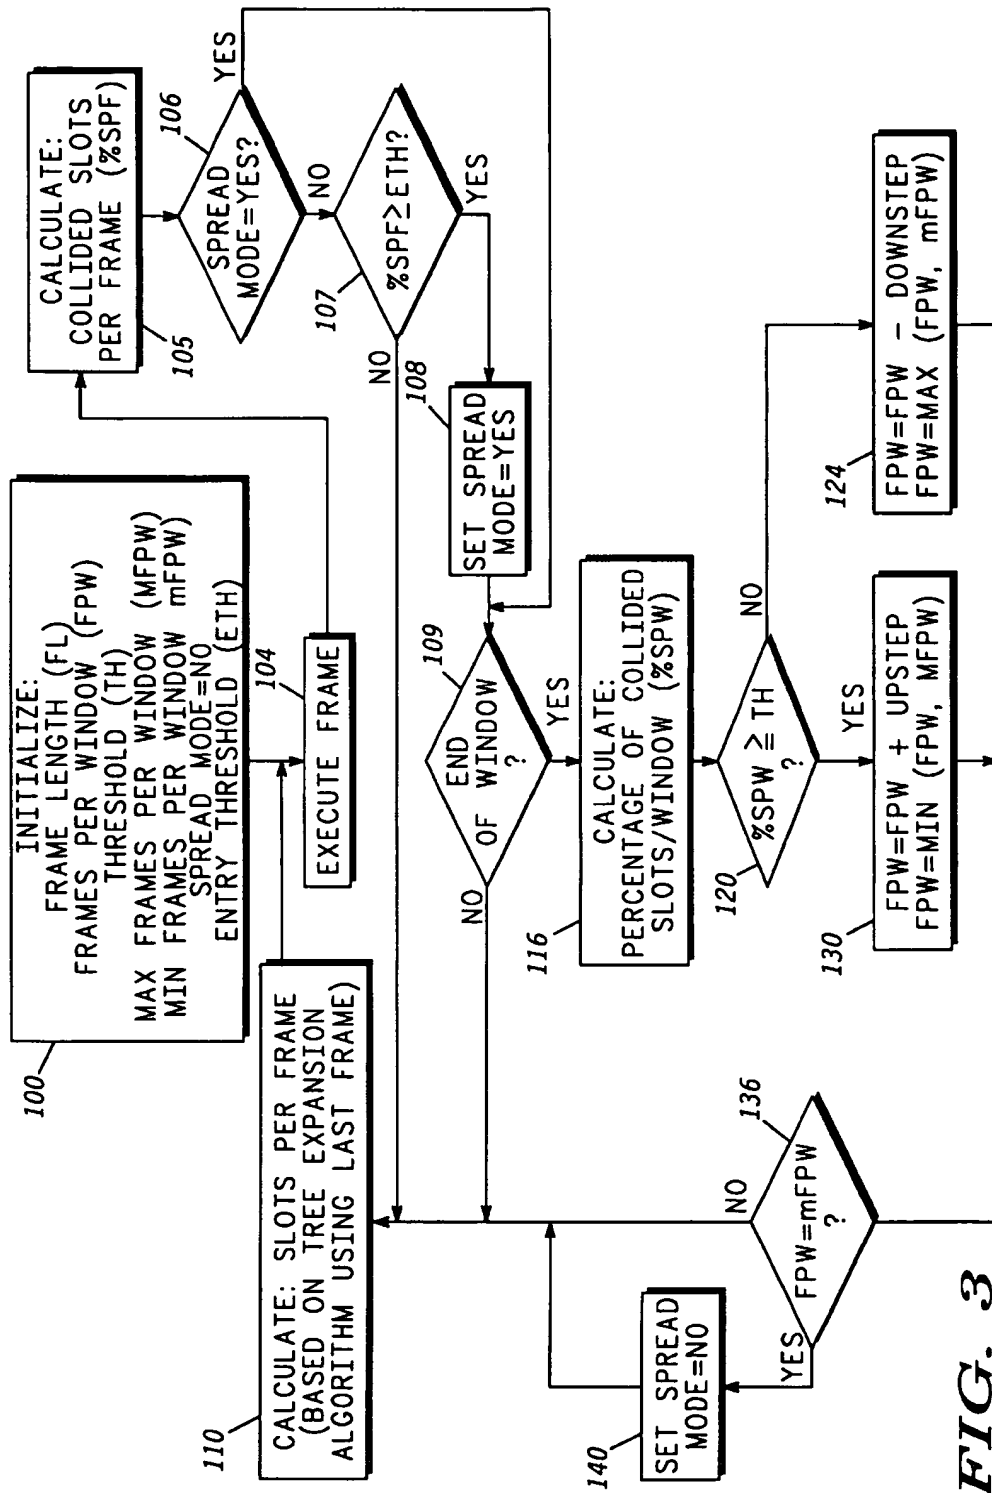 100
INITIALIZE:
FRAME LENGTH (FL)
FRAMES PER WINDOW (FPW)
THRESHOLD (TH)
MAX FRAMES PER WINDOW (MFPW)
MIN FRAMES PER WINDOW mFPW)
SPREAD MODE=NO
ENTRY THRESHOLD (ETH)
104
EXECUTE FRAME
105
CALCULATE:
COLLIDED SLOTS
PER FRAME (%SPF)
106
SPREAD
MODE=YES?
YES
NO
107
%SPF≥ETH?
NO
YES
108
SET SPREAD
MODE=YES
109
END
OF WINDOW
?
NO
YES
110
CALCULATE: SLOTS PER FRAME
(BASED ON TREE EXPANSION
ALGORITHM USING LAST FRAME)
116
CALCULATE:
PERCENTAGE OF COLLIDED
SLOTS/WINDOW (%SPW)
120
%SPW≧TH
?
NO
YES
124
FPW=FPW - DOWNSTEP
FPW=MAX (FPW, mFPW)
130
FPW=FPW + UPSTEP
FPW=MIN (FPW, MFPW)
136
FPW=mFPW
?
NO
YES
140
SET SPREAD
MODE=NO
FIG. 3